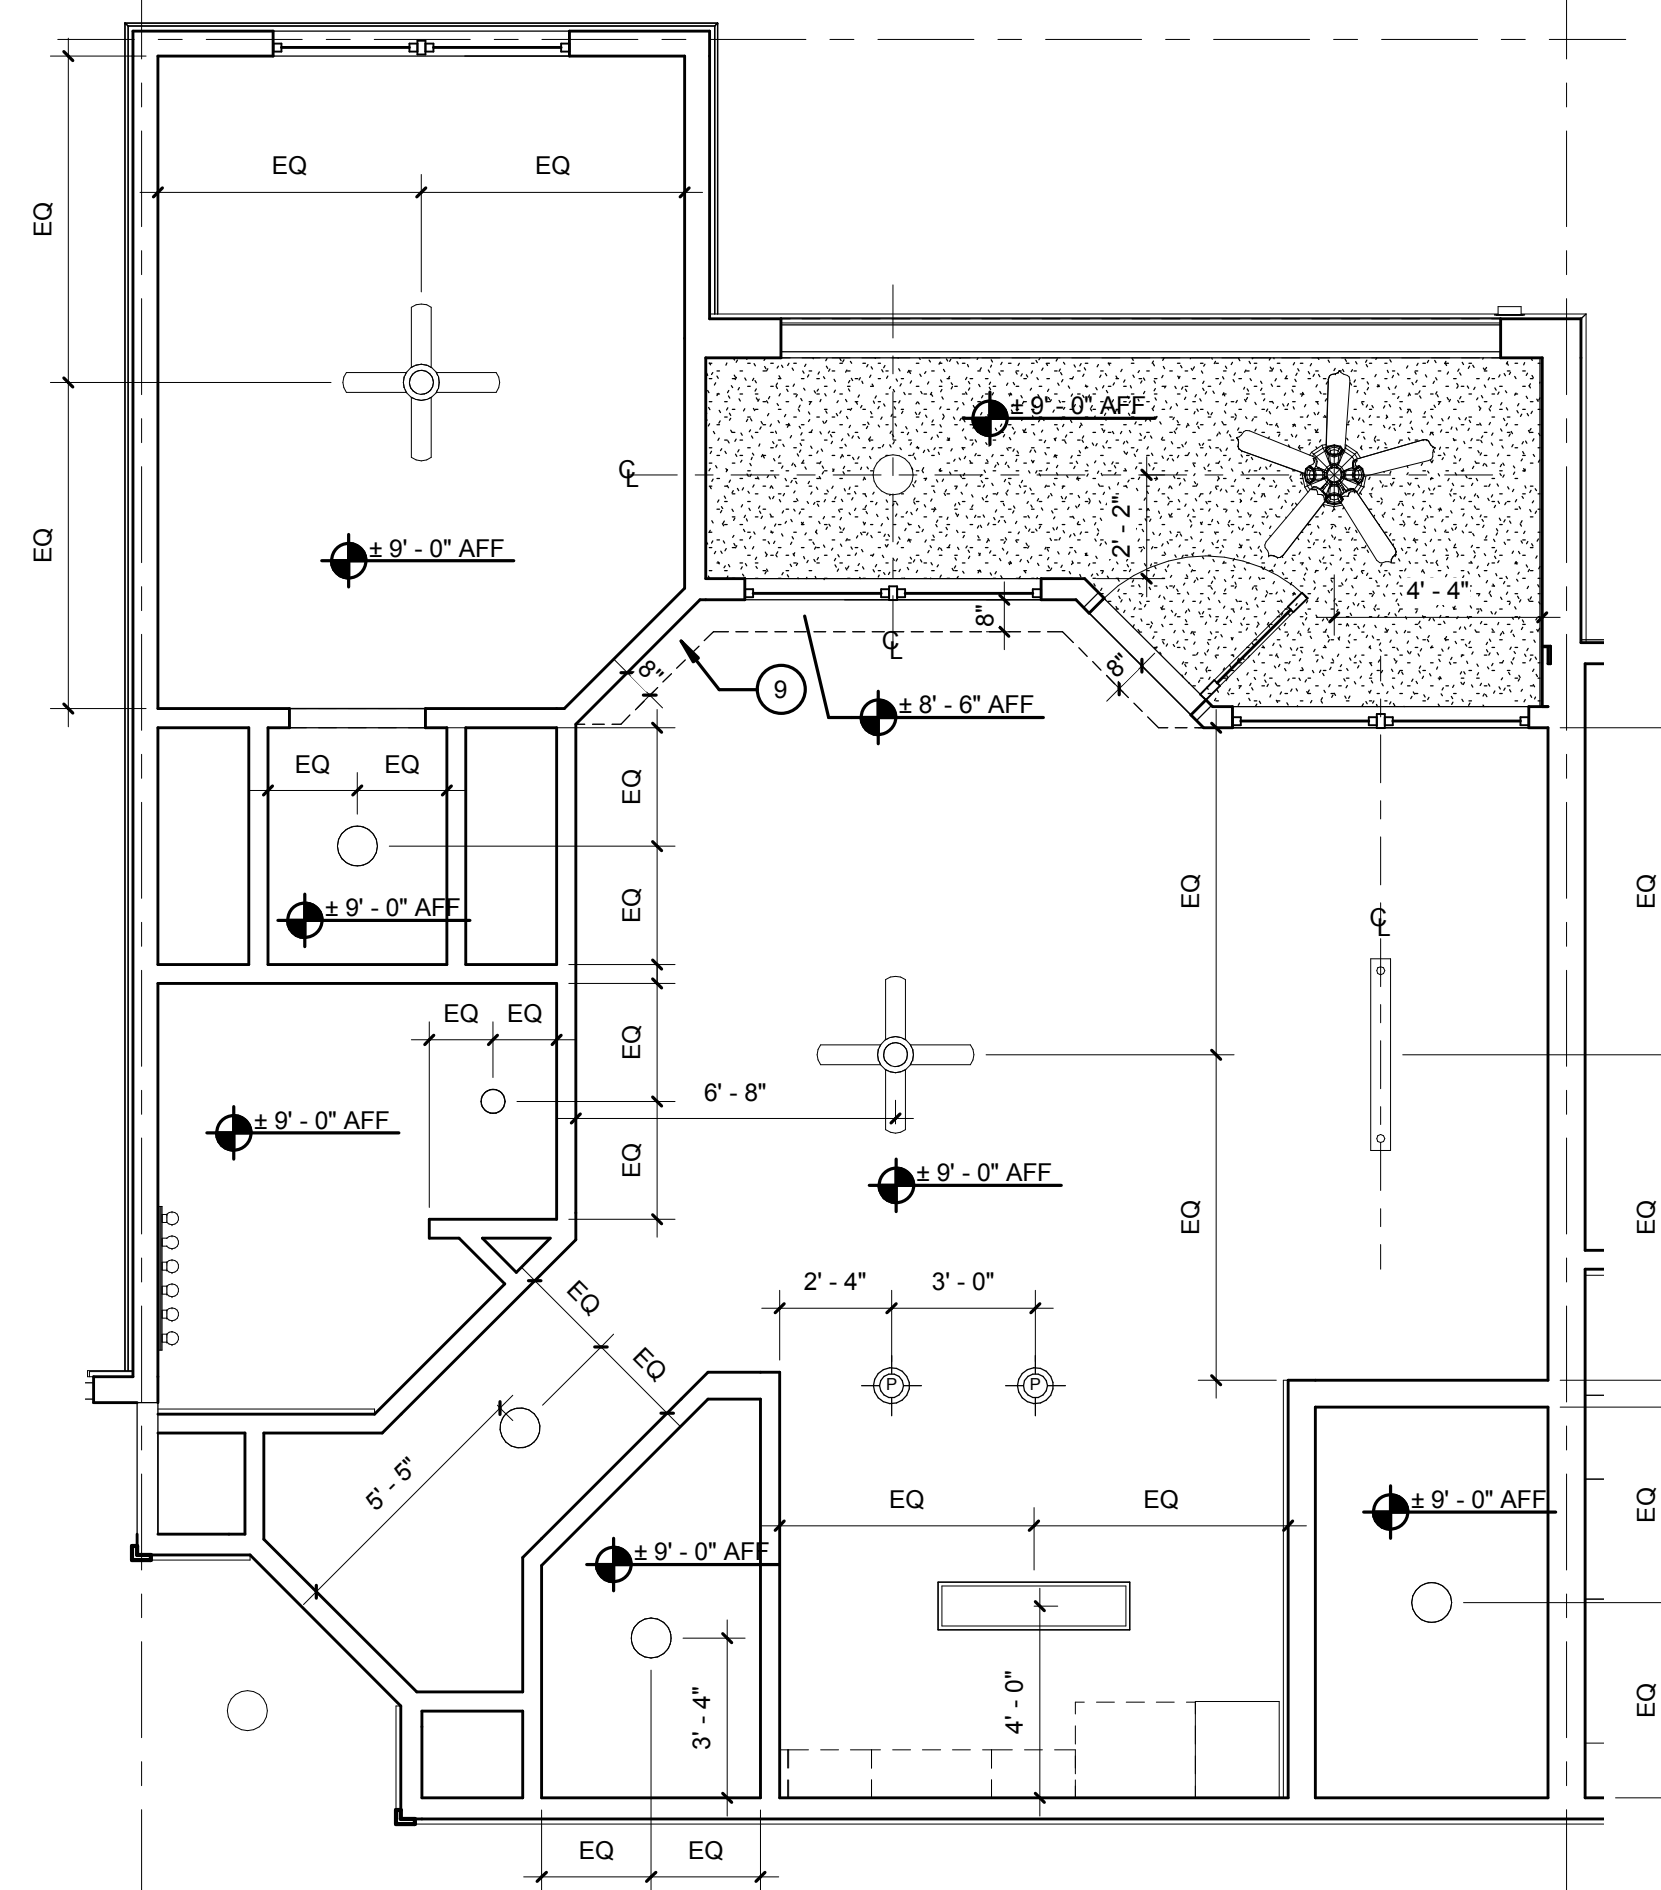 EQ
EQ
EQ
± 9' - 0" AFF
CL
2' - 2"
EQ
± 9' - 0" AFF
4' - 4"
8"
CL
8"
8"
9
± 8' - 6" AFF
EQ
EQ
EQ
EQ
EQ
EQ
± 9' - 0" AFF
EQ
CL
EQ
EQ
EQ
6' - 8"
± 9' - 0" AFF
EQ
± 9' - 0" AFF
EQ
EQ
2' - 4"
3' - 0"
EQ
EQ
P
P
5' - 5"
EQ
EQ
± 9' - 0" AFF
EQ
± 9' - 0" AFF
3' - 4"
4' - 0"
EQ
EQ
EQ